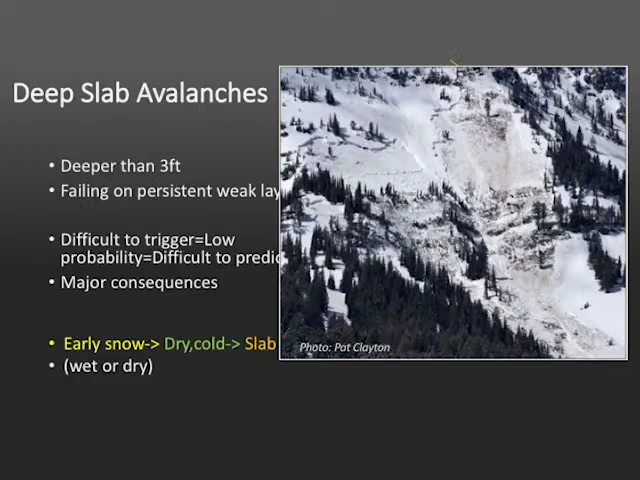 Deep Slab Avalanches
• Deeper than 3ft
• Failing on persistent weak lay
• Difficult to trigger=Low
probability=Difficult to predic
• Major consequences
• Early snow-> Dry,cold-> Slab
• (wet or dry)
Photo: Pat Clayton